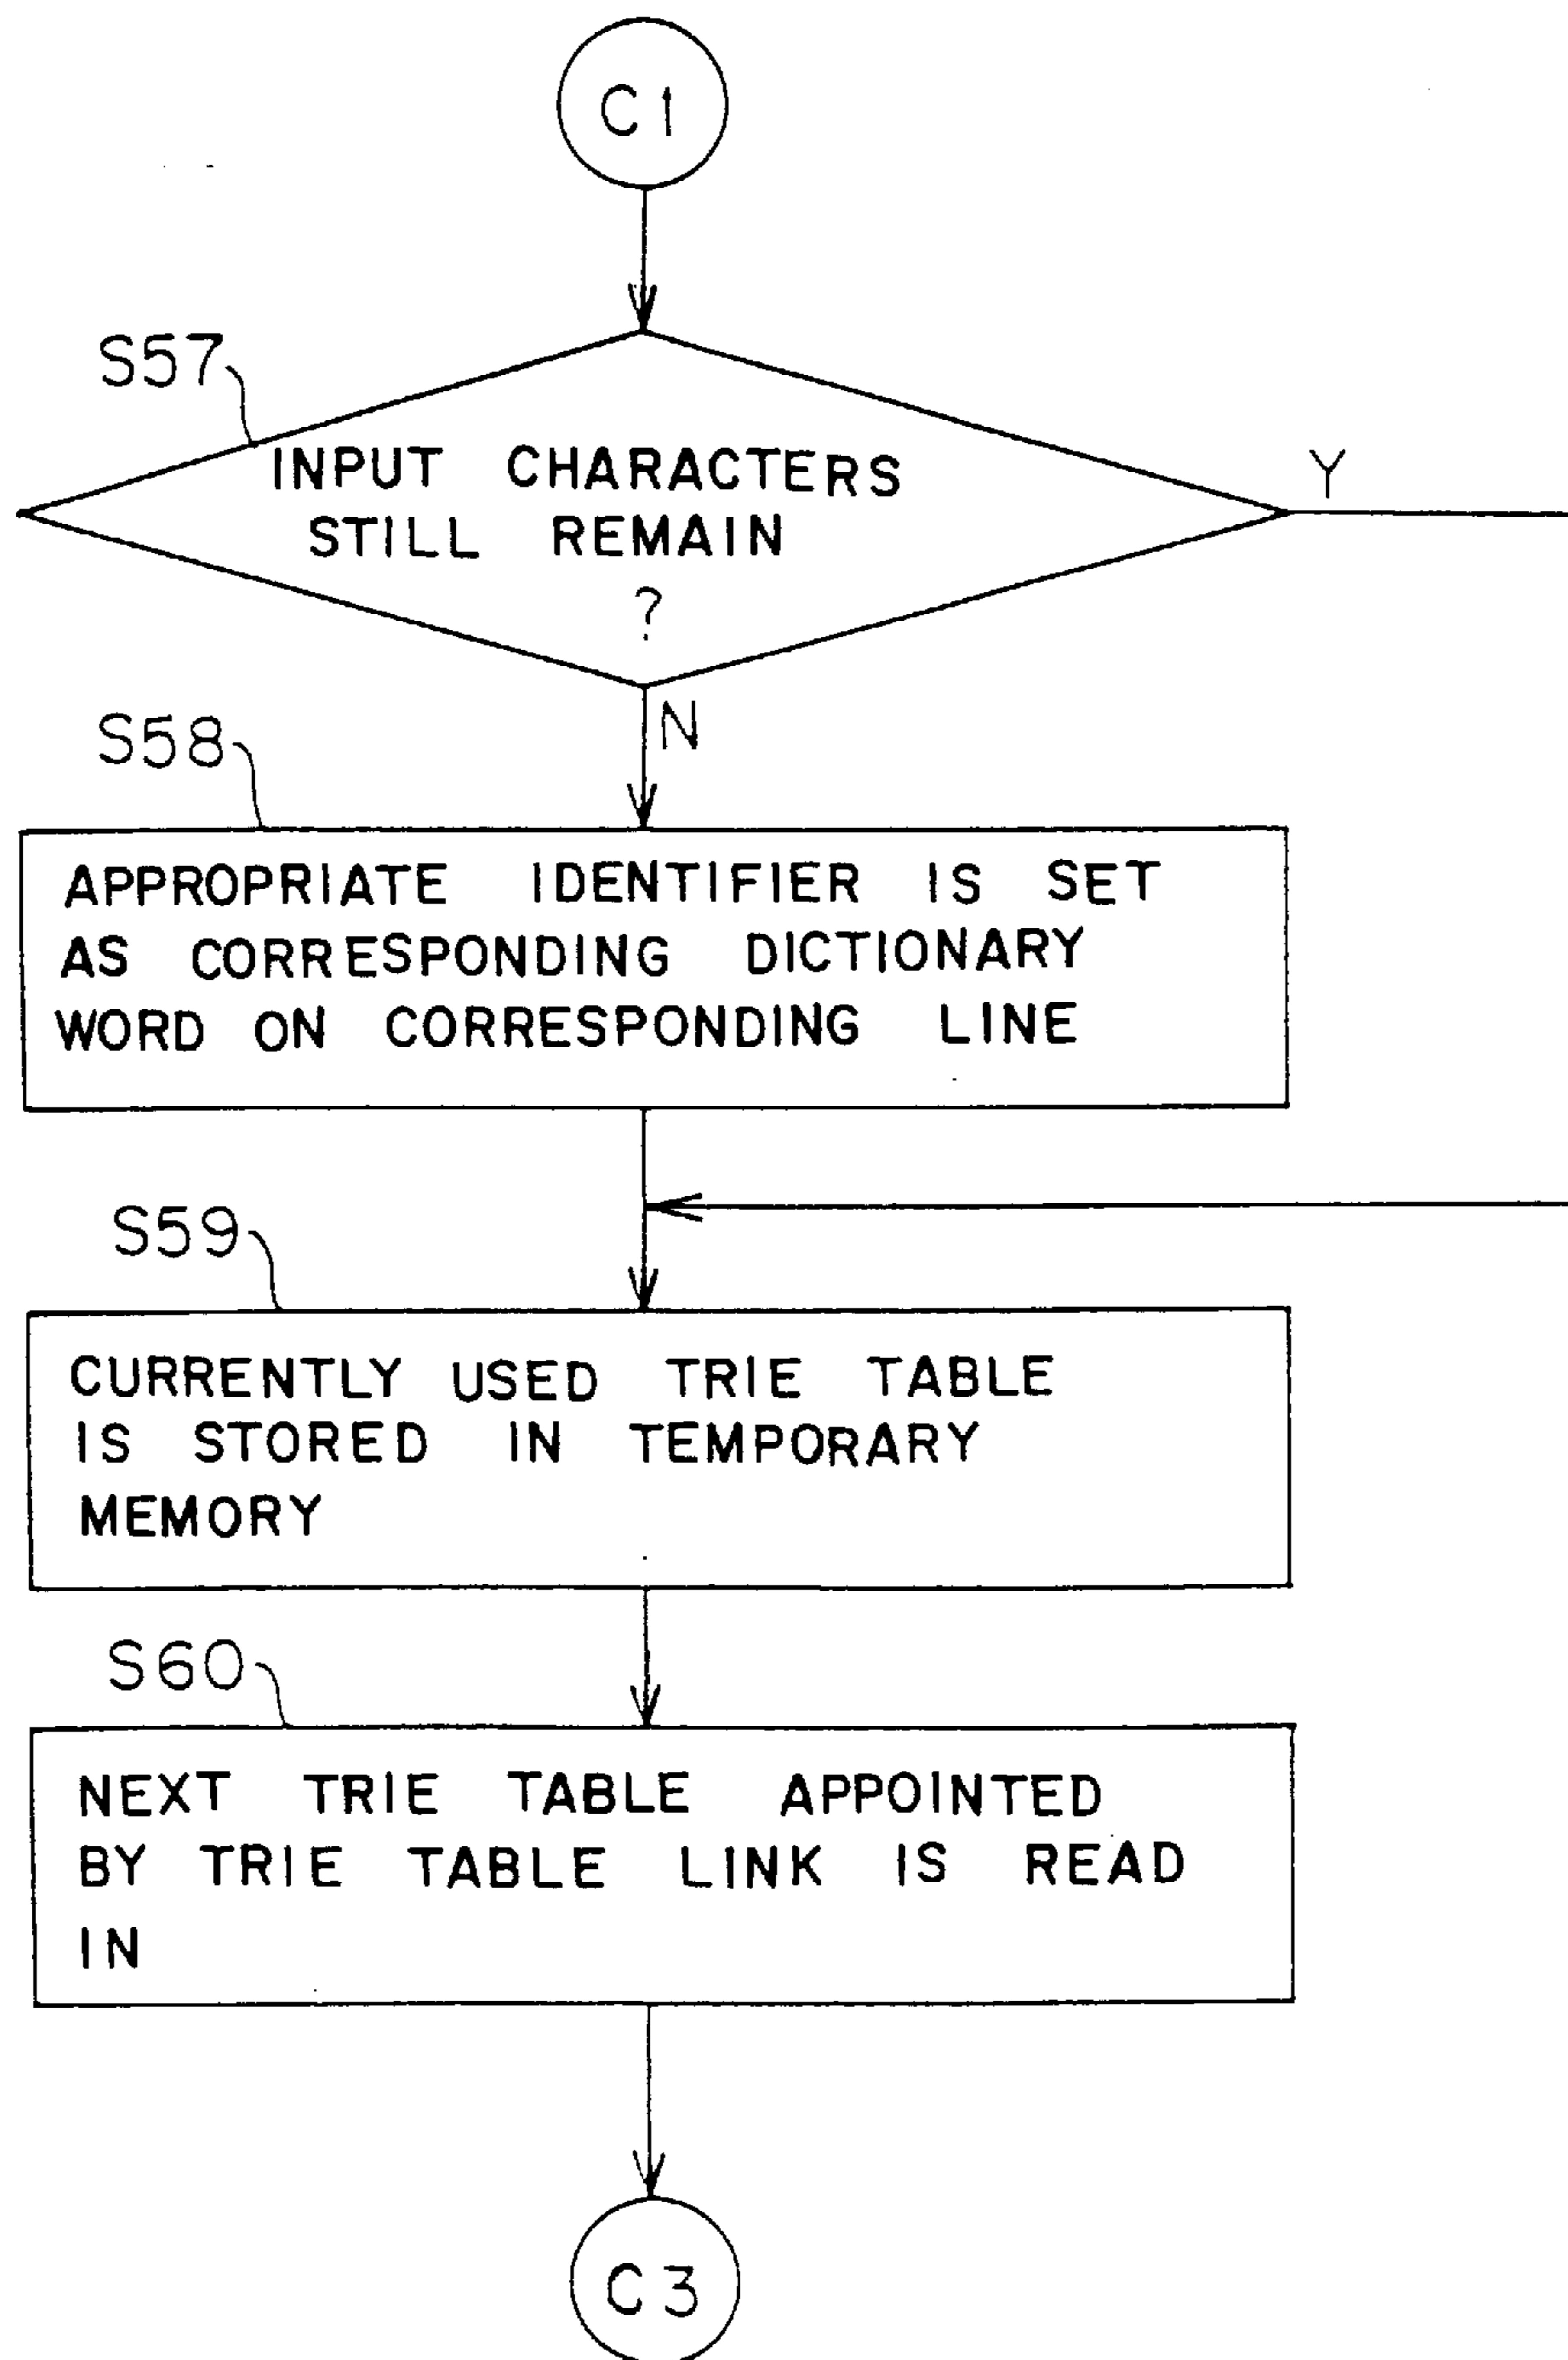 C1
S57
INPUT CHARACTERS
STILL REMAIN
?
Y
N
S58
APPROPRIATE IDENTIFIER IS SET
AS CORRESPONDING DICTIONARY
WORD ON CORRESPONDING LINE
S59
CURRENTLY USED TRIE TABLE
IS STORED IN TEMPORARY
MEMORY
S60
NEXT TRIE TABLE APPOINTED
BY TRIE TABLE LINK IS READ
IN
C3